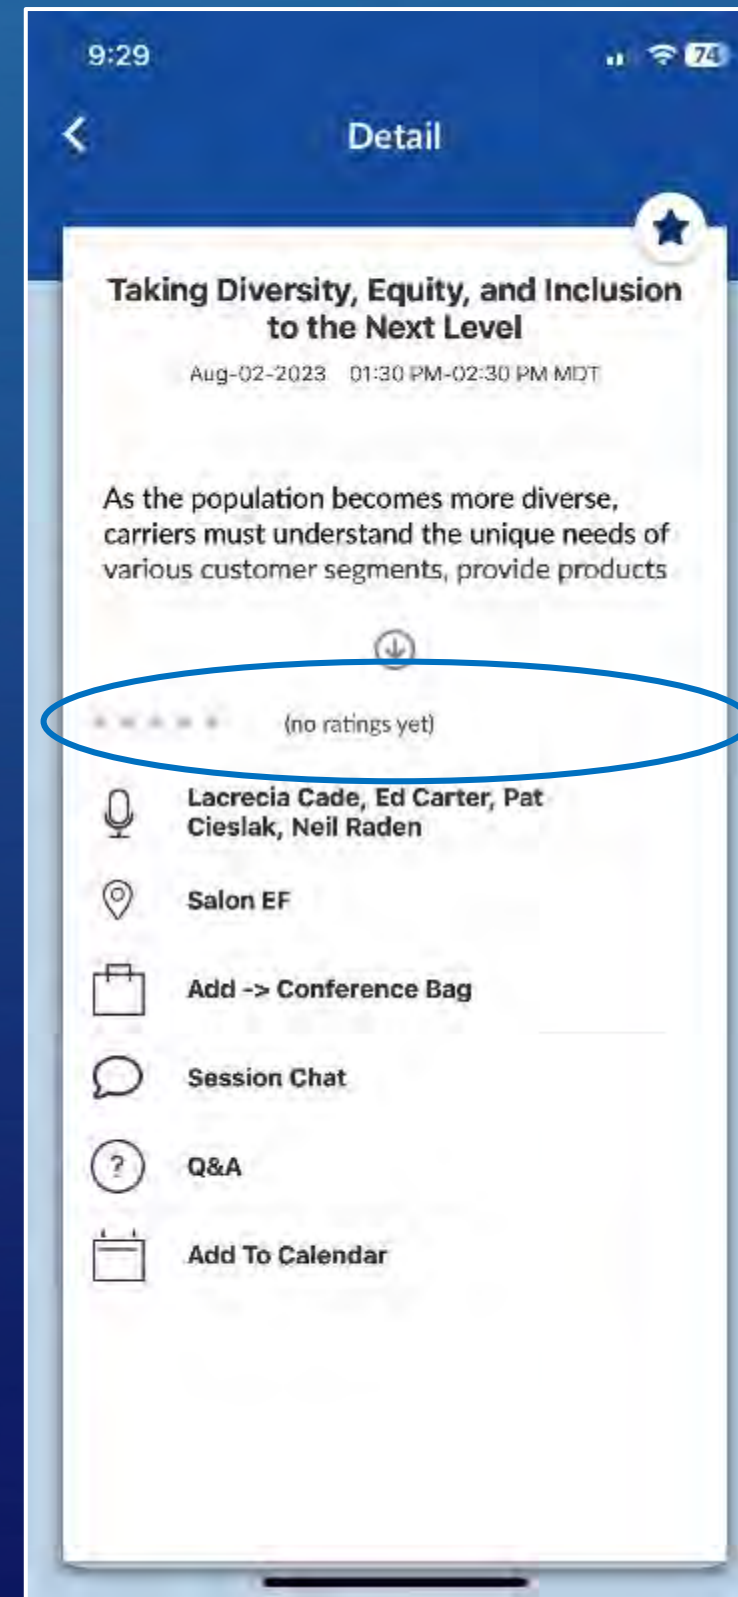 9:29
74
Detail
Taking Diversity, Equity, and Inclusion
to the Next Level
Aug-02-2023 01:30 PM-02:30 PM MDT
As the population becomes more diverse,
carriers must understand the unique needs of
various customer segments, provide products
(no ratings yet)
Lacrecia Cade, Ed Carter, Pat
Cieslak, Neil Raden
Salon EF
Add -> Conference Bag
Session Chat
?
Q&A
Add To Calendar